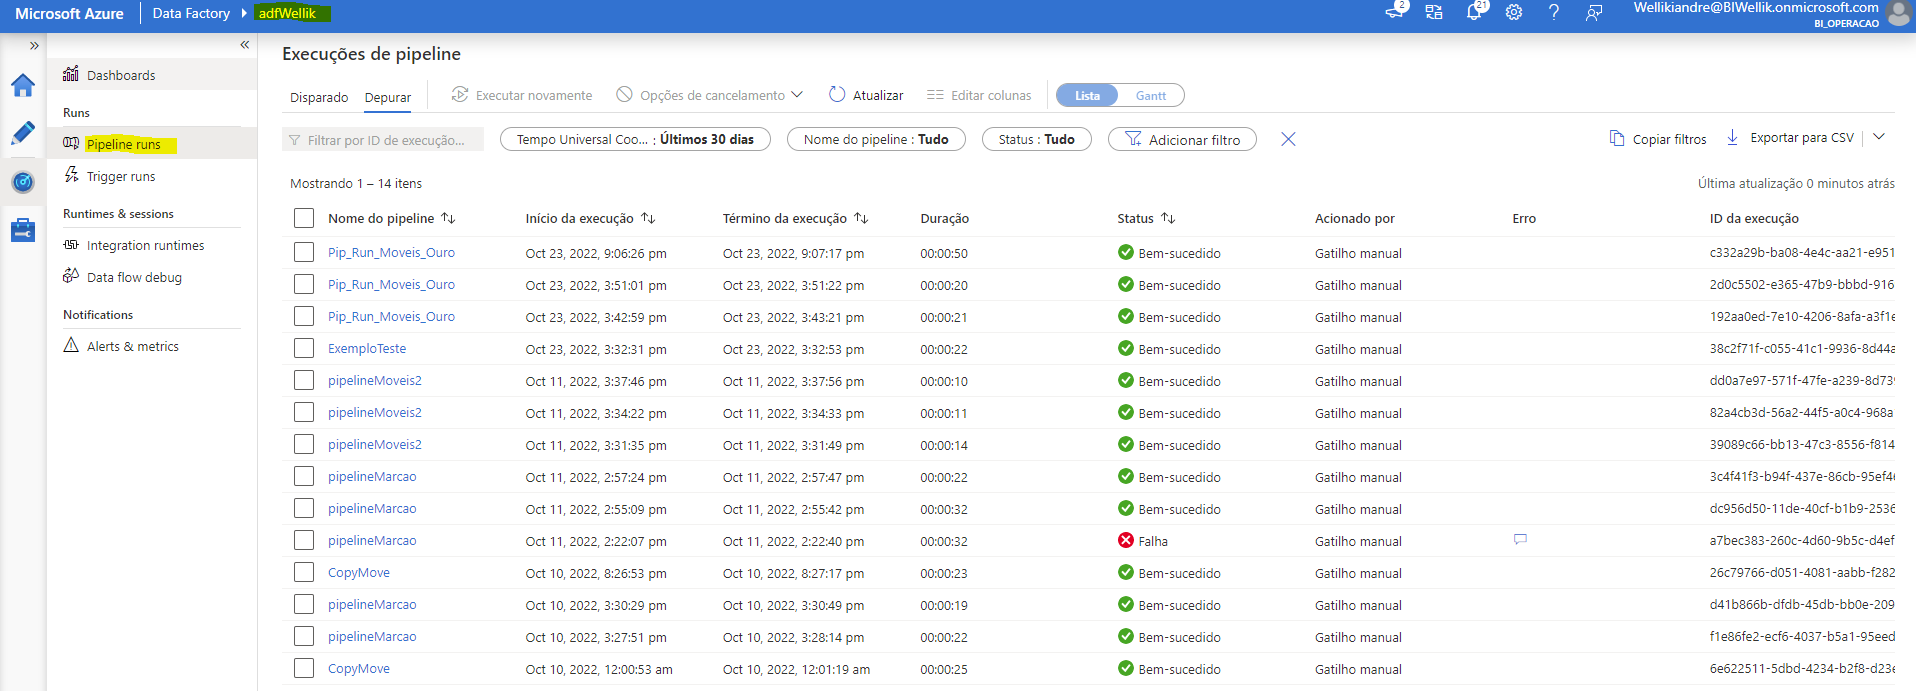 Microsoft Azure Data Factory adfWellik 2 21 Wellikiandre@BIWellik.onmicrosoft.com
BI_OPERACAO
Dashboards
Runs
Pipeline runs
Trigger runs
Runtimes & sessions
Integration runtimes
Data flow debug
Notifications
Alerts & metrics
Execuções de pipeline
Disparado Depurar Executar novamente Opções de cancelamento Atualizar Editar colunas Lista Gantt
Filtrar por ID de execução... Tempo Universal Coo... : Últimos 30 dias Nome do pipeline : Tudo Status : Tudo Adicionar filtro Copiar filtros Exportar para CSV
Mostrando 1 – 14 itens Última atualização 0 minutos atrás
Nome do pipeline Início da execução Término da execução Duração Status Acionado por Erro ID da execução
Pip_Run_Moveis_Ouro Oct 23, 2022, 9:06:26 pm Oct 23, 2022, 9:07:17 pm 00:00:50 Bem-sucedido Gatilho manual c332a29b-ba08-4e4c-aa21-e951
Pip_Run_Moveis_Ouro Oct 23, 2022, 3:51:01 pm Oct 23, 2022, 3:51:22 pm 00:00:20 Bem-sucedido Gatilho manual 2d0c5502-e365-47b9-bbbd-916
Pip_Run_Moveis_Ouro Oct 23, 2022, 3:42:59 pm Oct 23, 2022, 3:43:21 pm 00:00:21 Bem-sucedido Gatilho manual 192aa0ed-7e10-4206-8afa-a3f1e
ExemploTeste Oct 23, 2022, 3:32:31 pm Oct 23, 2022, 3:32:53 pm 00:00:22 Bem-sucedido Gatilho manual 38c2f71f-c055-41c1-9936-8d44a
pipelineMoveis2 Oct 11, 2022, 3:37:46 pm Oct 11, 2022, 3:37:56 pm 00:00:10 Bem-sucedido Gatilho manual dd0a7e97-571f-47fe-a239-8d739
pipelineMoveis2 Oct 11, 2022, 3:34:22 pm Oct 11, 2022, 3:34:33 pm 00:00:11 Bem-sucedido Gatilho manual 82a4cb3d-56a2-44f5-a0c4-968a
pipelineMoveis2 Oct 11, 2022, 3:31:35 pm Oct 11, 2022, 3:31:49 pm 00:00:14 Bem-sucedido Gatilho manual 39089c66-bb13-47c3-8556-f814
pipelineMarcao Oct 11, 2022, 2:57:24 pm Oct 11, 2022, 2:57:47 pm 00:00:22 Bem-sucedido Gatilho manual 3c4f41f3-b94f-437e-86cb-95ef46
pipelineMarcao Oct 11, 2022, 2:55:09 pm Oct 11, 2022, 2:55:42 pm 00:00:32 Bem-sucedido Gatilho manual dc956d50-11de-40cf-b1b9-2536
pipelineMarcao Oct 11, 2022, 2:22:07 pm Oct 11, 2022, 2:22:40 pm 00:00:32 Falha Gatilho manual a7bec383-260c-4d60-9b5c-d4ef
CopyMove Oct 10, 2022, 8:26:53 pm Oct 10, 2022, 8:27:17 pm 00:00:23 Bem-sucedido Gatilho manual 26c79766-d051-4081-aabb-f282
pipelineMarcao Oct 10, 2022, 3:30:29 pm Oct 10, 2022, 3:30:49 pm 00:00:19 Bem-sucedido Gatilho manual d41b866b-dfdb-45db-bb0e-209
pipelineMarcao Oct 10, 2022, 3:27:51 pm Oct 10, 2022, 3:28:14 pm 00:00:22 Bem-sucedido Gatilho manual f1e86fe2-ecf6-4037-b5a1-95eed
CopyMove Oct 10, 2022, 12:00:53 am Oct 10, 2022, 12:01:19 am 00:00:25 Bem-sucedido Gatilho manual 6e622511-5dbd-4234-b2f8-d23e